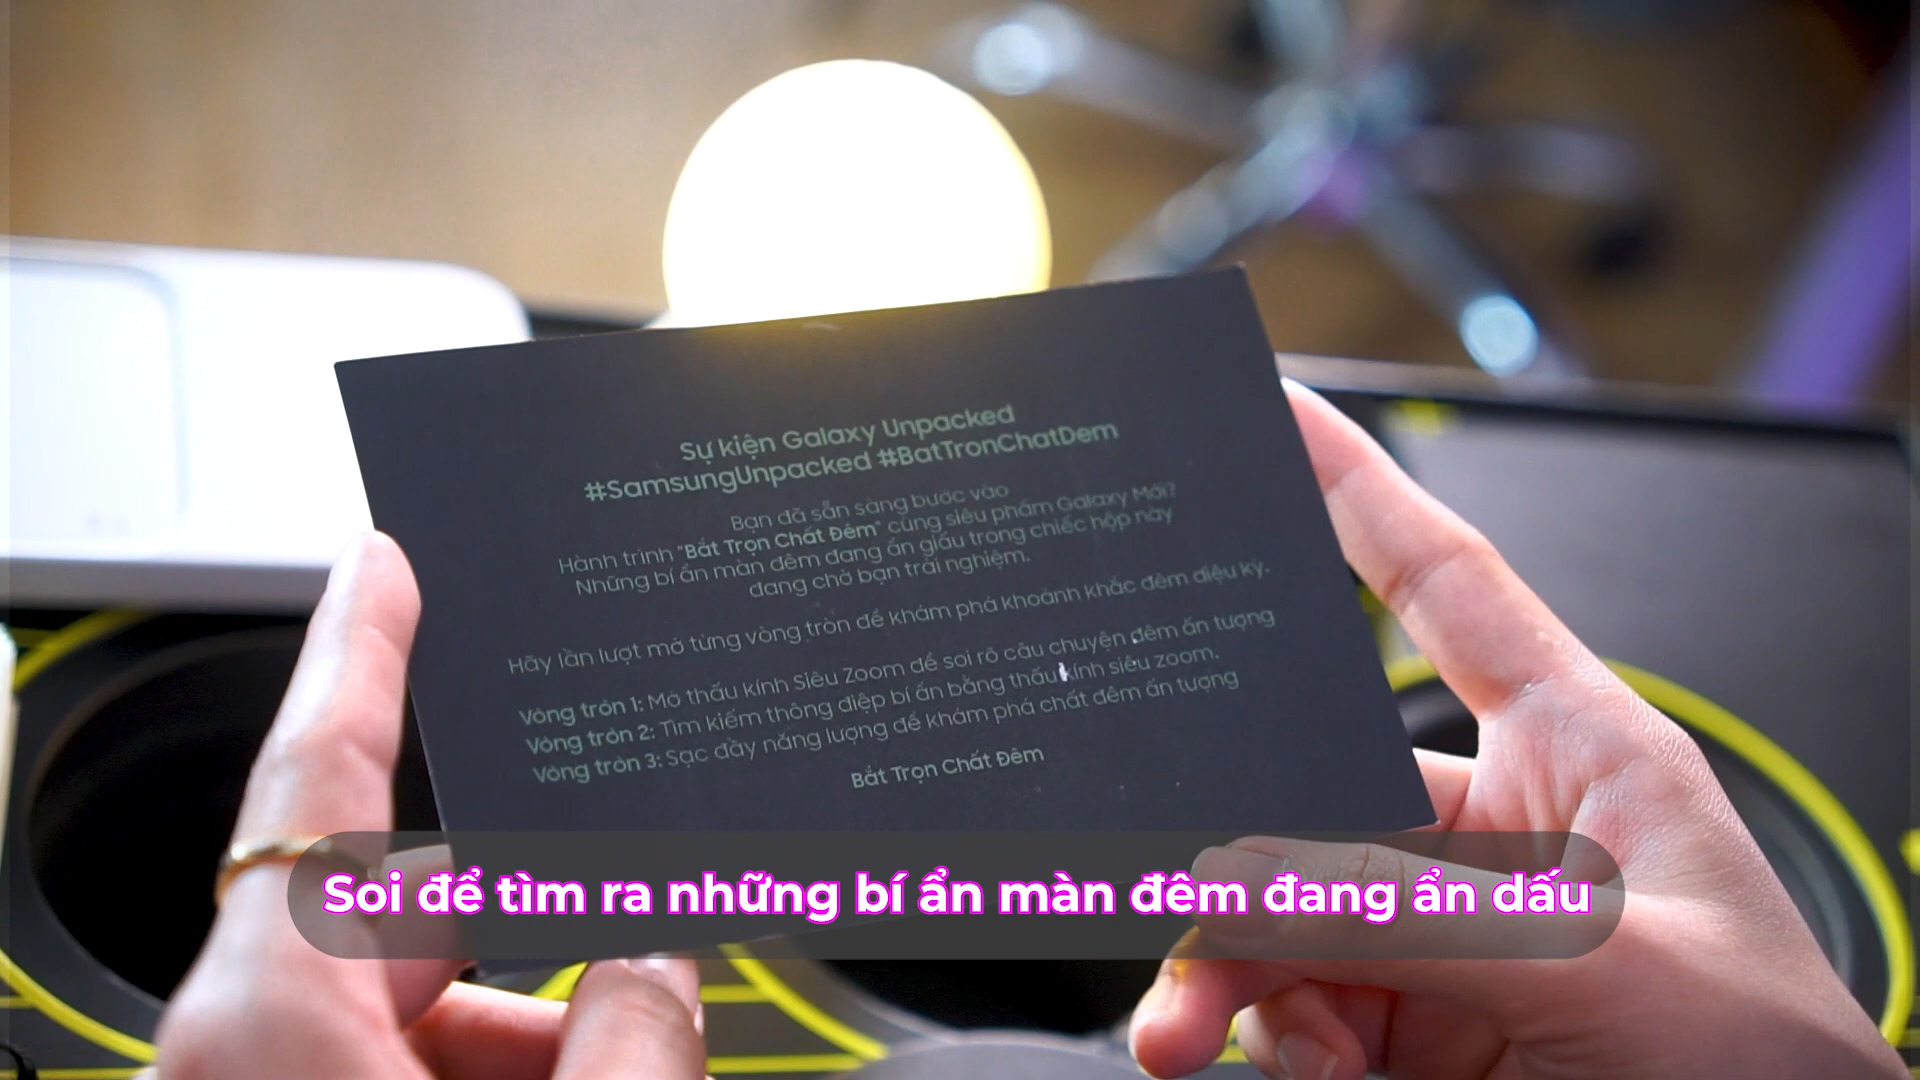 Sự kiện Galaxy Unpacked
#SamsungUnpacked #BatTronChatDem
Bạn đã sẵn sàng bước vào
Hành trình "Bắt Trọn Chất Đêm" cùng siêu phẩm Galaxy Mới?
Những bí ẩn màn đêm đang ẩn giấu trong chiếc hộp này
đang chờ bạn trải nghiệm.
Hãy lần lượt mở từng vòng tròn để khám phá khoảnh khắc đêm diệu kỳ.
Vòng tròn 1: Mở thấu kính Siêu Zoom để soi rõ câu chuyện đêm ấn tượng
Vòng tròn 2: Tìm kiếm thông điệp bí ẩn bằng thấu kính siêu zoom.
Vòng tròn 3: Sạc đầy năng lượng để khám phá chất đêm ấn tượng
Bắt Trọn Chất Đêm
Soi để tìm ra những bí ẩn màn đêm đang ẩn dấu